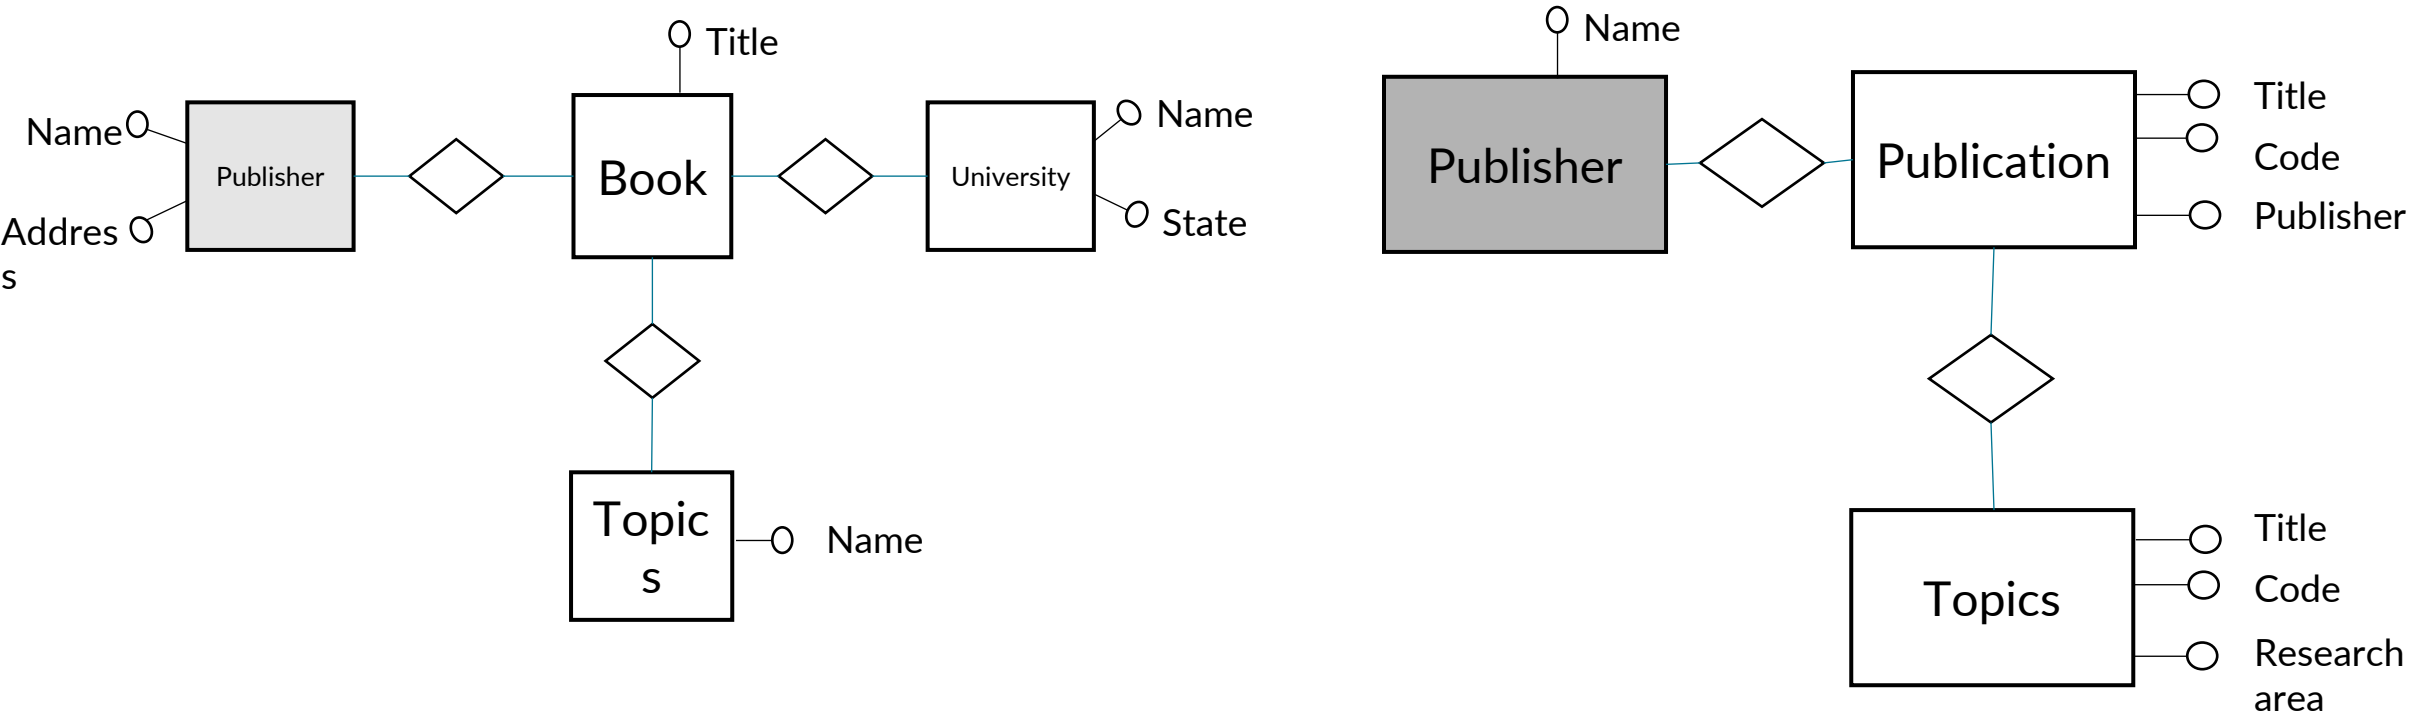 Title
Name
Addres
s
Publisher
Book
University
Name
State
Topic
s
Name
Name
Publisher
Publication
Title
Code
Publisher
Topics
Title
Code
Research
area